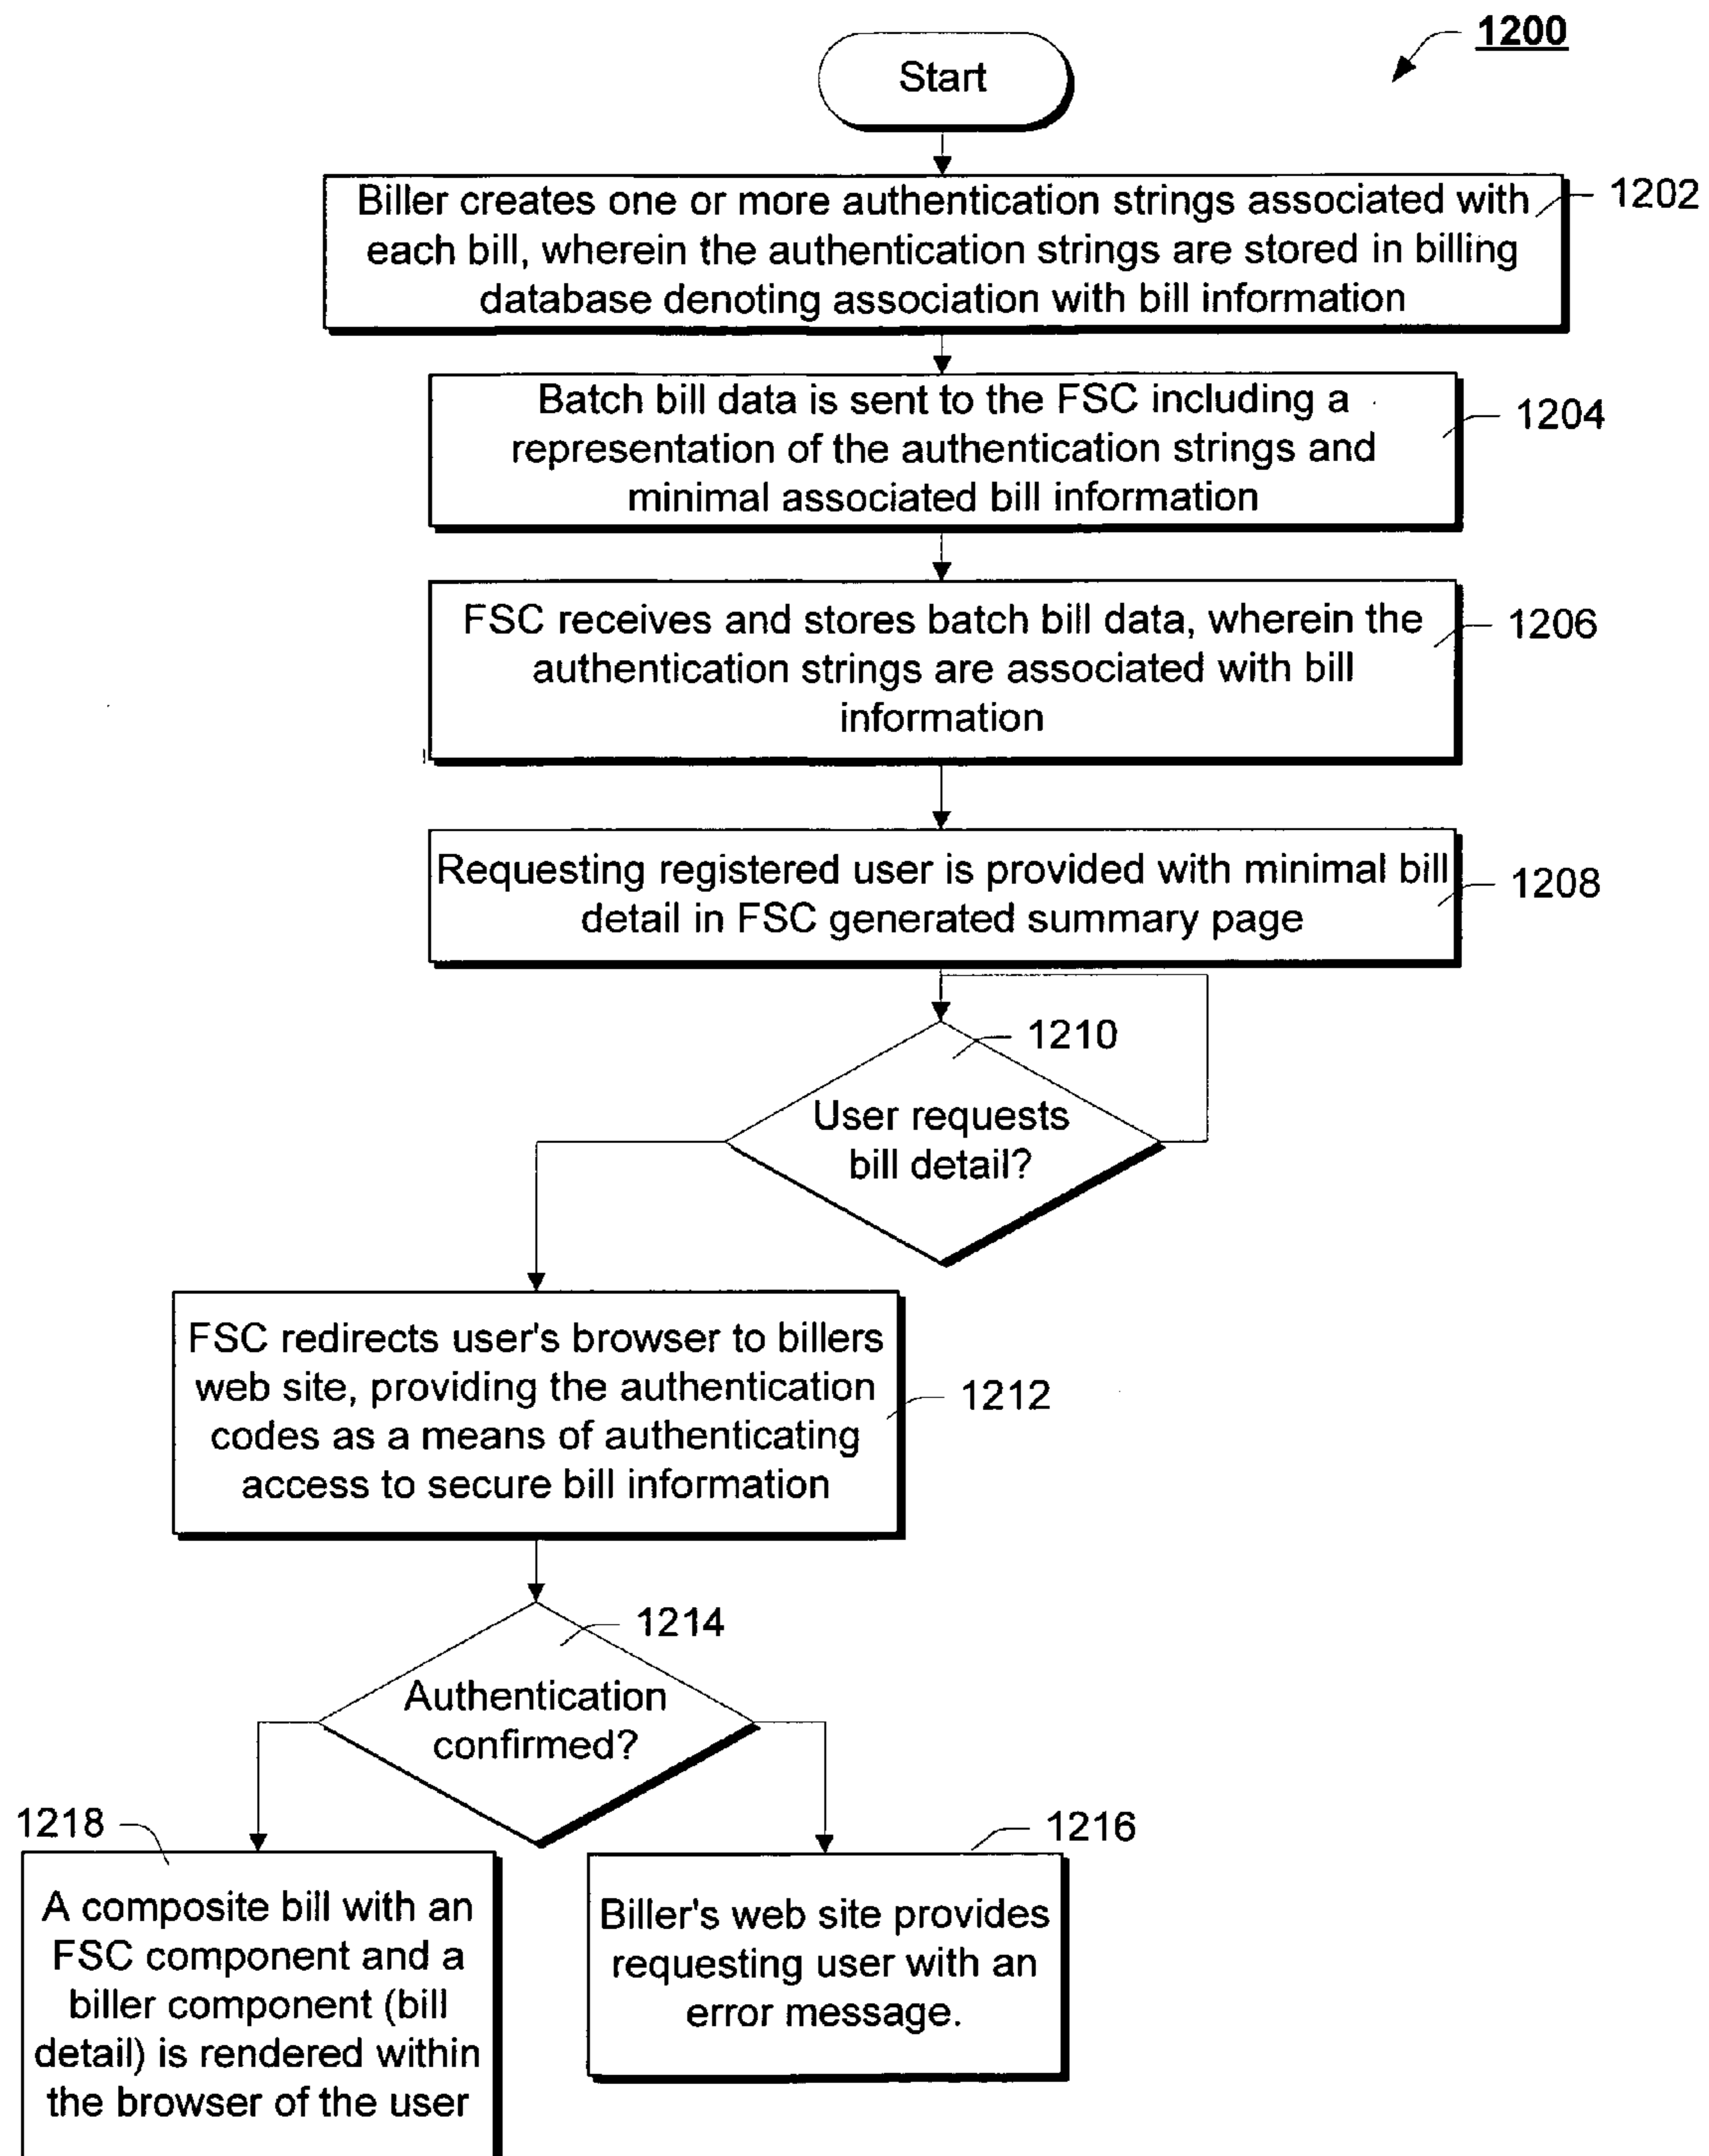 1200
Start
Biller creates one or more authentication strings associated with
each bill, wherein the authentication strings are stored in billing
database denoting association with bill information
1202
Batch bill data is sent to the FSC including a
representation of the authentication strings and
minimal associated bill information
1204
FSC receives and stores batch bill data, wherein the
authentication strings are associated with bill
information
1206
Requesting registered user is provided with minimal bill
detail in FSC generated summary page
1208
1210
User requests
bill detail?
FSC redirects user's browser to billers
web site, providing the authentication
codes as a means of authenticating
access to secure bill information
1212
1214
Authentication
confirmed?
1218
A composite bill with an
FSC component and a
biller component (bill
detail) is rendered within
the browser of the user
1216
Biller's web site provides
requesting user with an
error message.